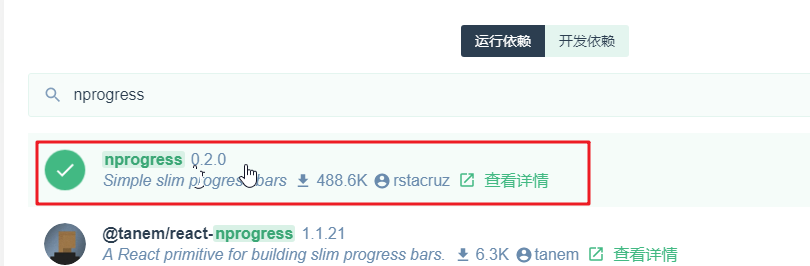 运行依赖 开发依赖
nprogress
nprogress 0.2.0
Simple slim progress bars 488.6K rstacruz 查看详情
@tanem/react-nprogress 1.1.21
A React primitive for building slim progress bars. 6.3K tanem 查看详情